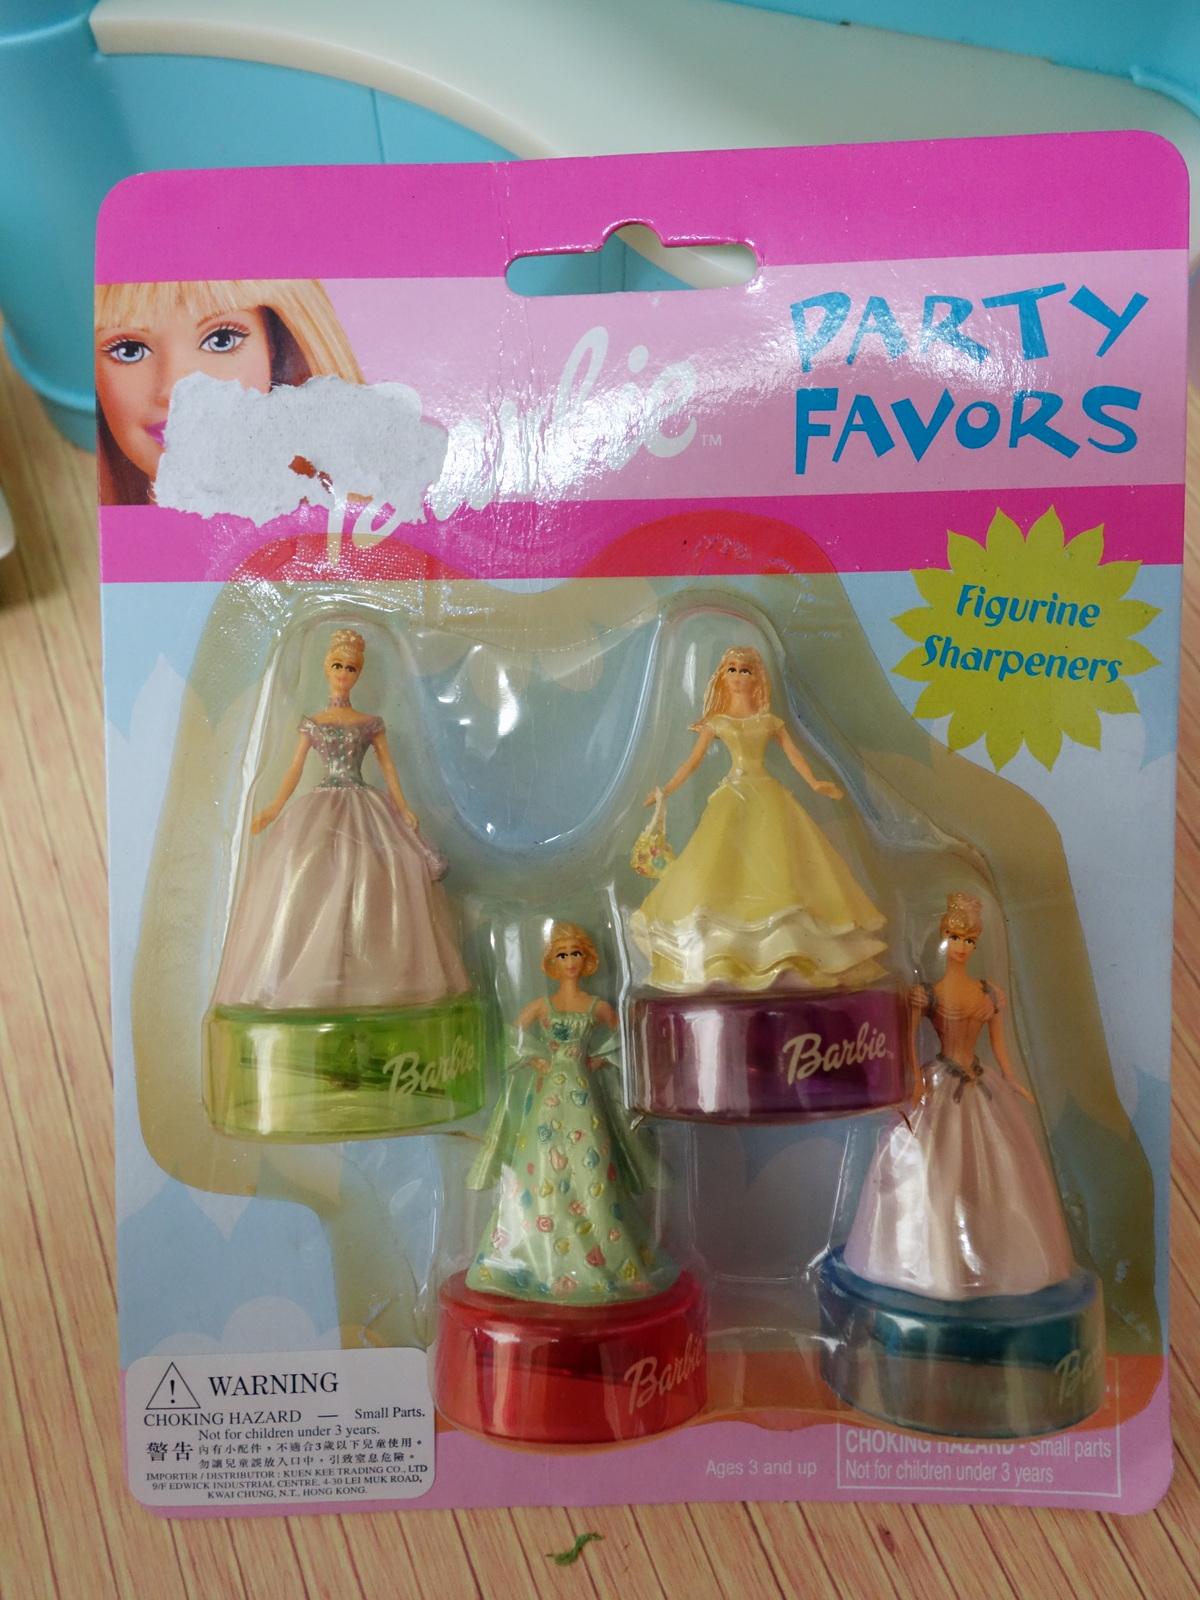 Barbie™
PARTY
FAVORS
Figurine
Sharpeners
Barbie
Barbie
Barbie
Bar
WARNING
CHOKING HAZARD — Small Parts.
Not for children under 3 years.
警告 內有小配件，不適合3歲以下兒童使用。
勿讓兒童誤放入口中，引致窒息危險。
IMPORTER / DISTRIBUTOR : KUEN KEE TRADING CO., LTD
9/F EDWICK INDUSTRIAL CENTRE, 4-30 LEI MUK ROAD,
KWAI CHUNG, N.T., HONG KONG.
Ages 3 and up
CHOKING HAZARD - Small parts
Not for children under 3 years